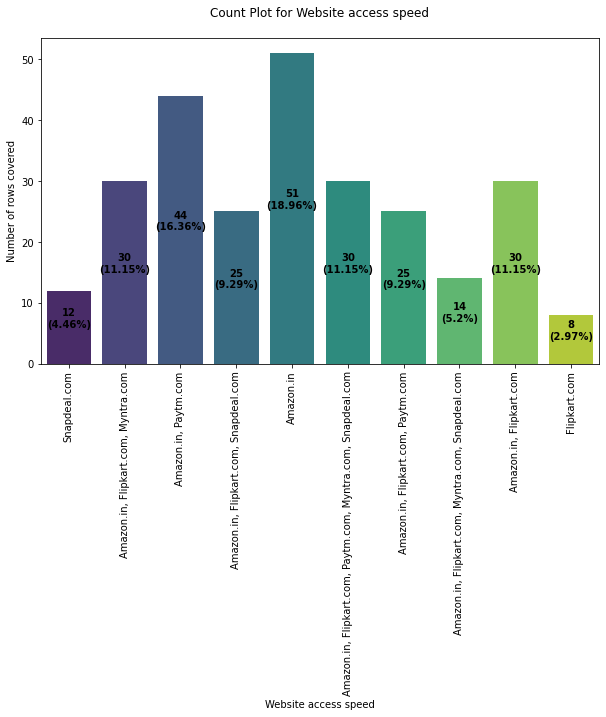 Count Plot for Website access speed
Number of rows covered
50
40
30
20
10
0
12
(4.46%)
30
(11.15%)
44
(16.36%)
25
(9.29%)
51
(18.96%)
30
(11.15%)
25
(9.29%)
14
(5.2%)
30
(11.15%)
8
(2.97%)
Snapdeal.com
Amazon.in, Flipkart.com, Myntra.com
Amazon.in, Paytm.com
Amazon.in, Flipkart.com, Snapdeal.com
Amazon.in
Amazon.in, Flipkart.com, Paytm.com, Myntra.com, Snapdeal.com
Amazon.in, Flipkart.com, Paytm.com
Amazon.in, Flipkart.com, Myntra.com, Snapdeal.com
Amazon.in, Flipkart.com
Flipkart.com
Website access speed